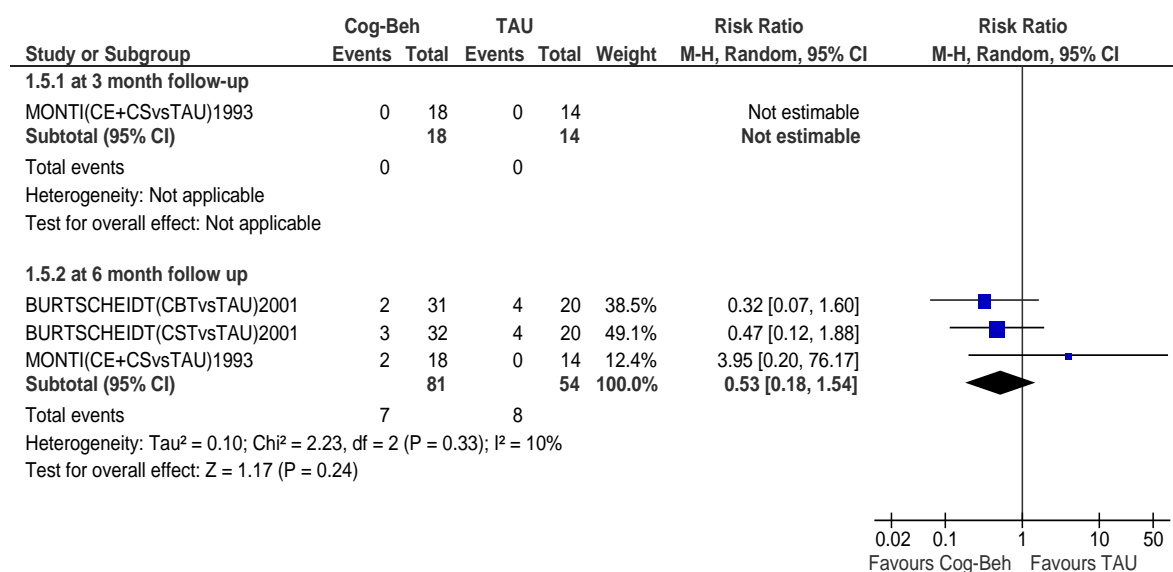 Cog-Beh TAU Risk Ratio Risk Ratio
Study or Subgroup Events Total Events Total Weight M-H, Random, 95% CI M-H, Random, 95% CI
1.5.1 at 3 month follow-up
MONTI(CE+CSvsTAU)1993 0 18 0 14 Not estimable
Subtotal (95% CI) 18 14 Not estimable
Total events 0 0
Heterogeneity: Not applicable
Test for overall effect: Not applicable
1.5.2 at 6 month follow up
BURTSCHEIDT(CBTvsTAU)2001 2 31 4 20 38.5% 0.32 [0.07, 1.60]
BURTSCHEIDT(CSTvsTAU)2001 3 32 4 20 49.1% 0.47 [0.12, 1.88]
MONTI(CE+CSvsTAU)1993 2 18 0 14 12.4% 3.95 [0.20, 76.17]
Subtotal (95% CI) 81 54 100.0% 0.53 [0.18, 1.54]
Total events 7 8
Heterogeneity: Tau² = 0.10; Chi² = 2.23, df = 2 (P = 0.33); I² = 10%
Test for overall effect: Z = 1.17 (P = 0.24)
0.02 0.1 1 10 50
Favours Cog-Beh Favours TAU